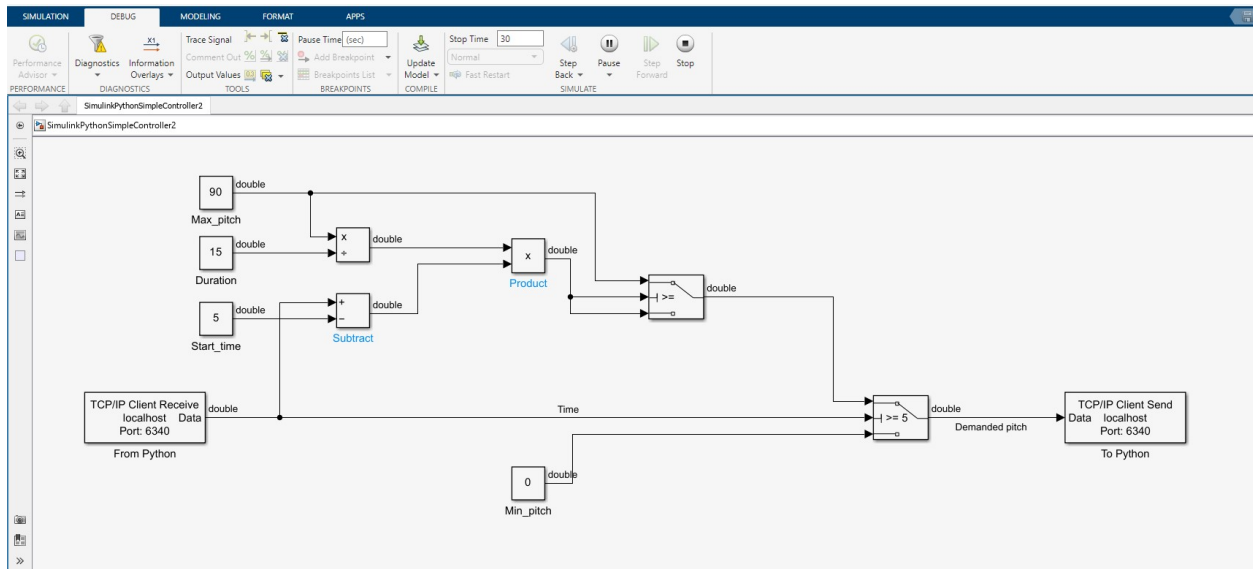 SIMULATION DEBUG MODELING FORMAT APPS
Performance Advisor
PERFORMANCE
Diagnostics
Information Overlays
DIAGNOSTICS
Trace Signal
Comment Out
Output Values
TOOLS
Pause Time (sec)
Add Breakpoint
Breakpoints List
BREAKPOINTS
Update Model
COMPILE
Stop Time 30
Normal
Fast Restart
Step Back
Pause
Step Forward
Stop
SIMULATE
SimulinkPythonSimpleController2
SimulinkPythonSimpleController2
90 double
Max_pitch
15 double
Duration
x
÷
double
5 double
Start_time
+
−
double
Subtract
x
double
Product
>=
double
TCP/IP Client Receive
localhost Data
Port: 6340
double
From Python
Time
>= 5
double
Demanded pitch
0 double
Min_pitch
TCP/IP Client Send
Data localhost
Port: 6340
To Python